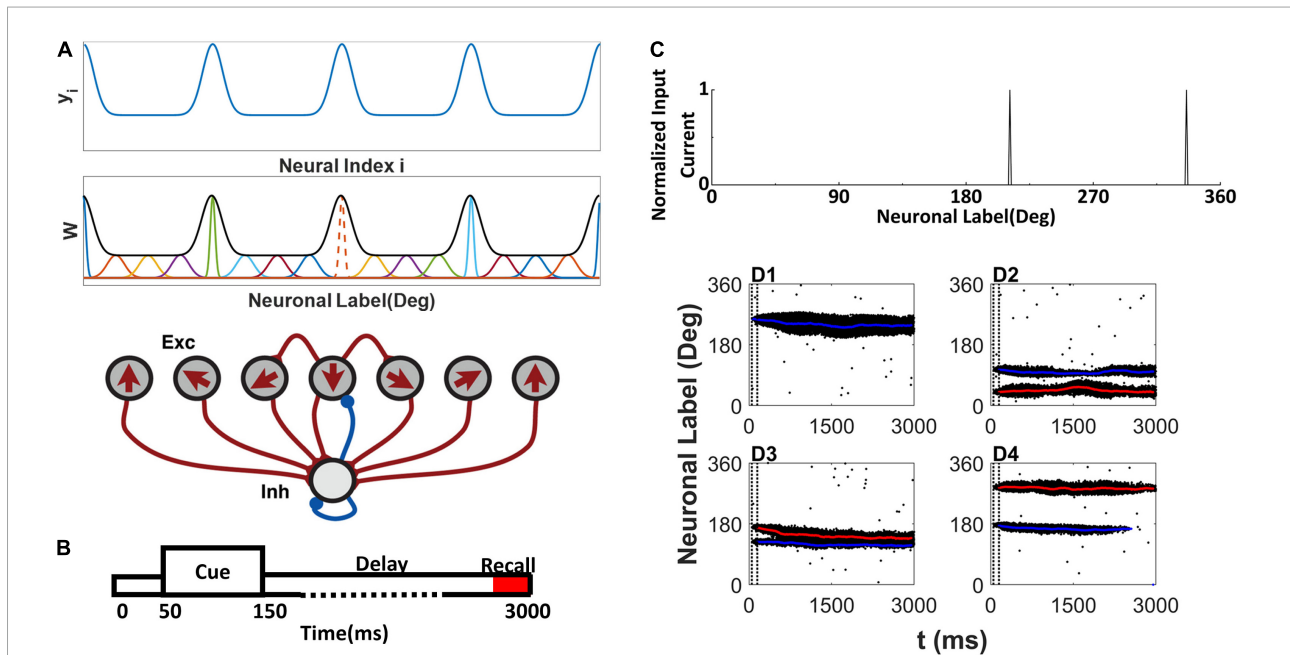 A
y_i
Neural Index i
W
Neuronal Label(Deg)
Exc
Inh
B
Cue
Delay
Recall
0
50
150
3000
Time(ms)
C
Normalized Input
Current
1
0
0
90
180
270
360
Neuronal Label(Deg)
Neuronal Label (Deg)
D1
360
180
0
0
1500
3000
D2
360
180
0
0
1500
3000
D3
360
180
0
0
1500
3000
D4
360
180
0
0
1500
3000
t (ms)